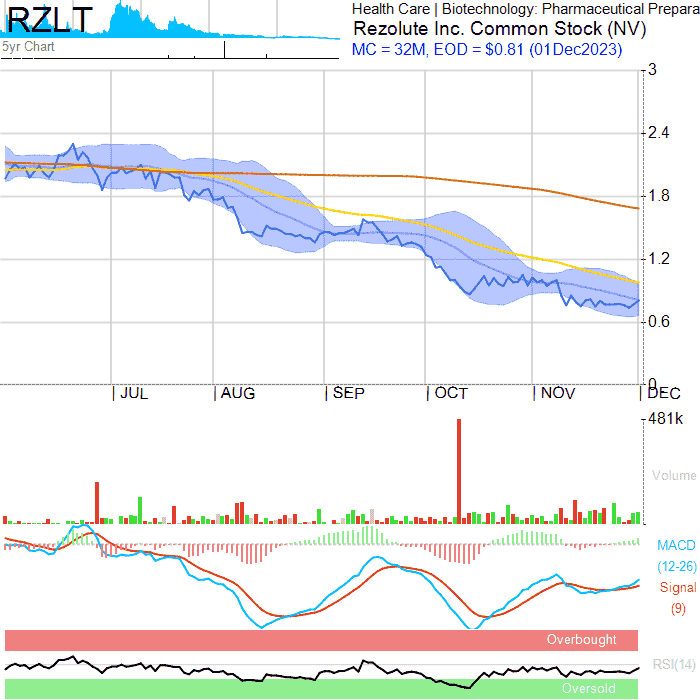 RZLT
Health Care | Biotechnology: Pharmaceutical Prepara
Rezolute Inc. Common Stock (NV)
5yr Chart
MC = 32M, EOD = $0.81 (01Dec2023)
3
2.4
1.8
1.2
0.6
0
JUL AUG SEP OCT NOV DEC
481k
Volume
MACD
(12-26)
Signal
(9)
Overbought
RSI(14)
Oversold